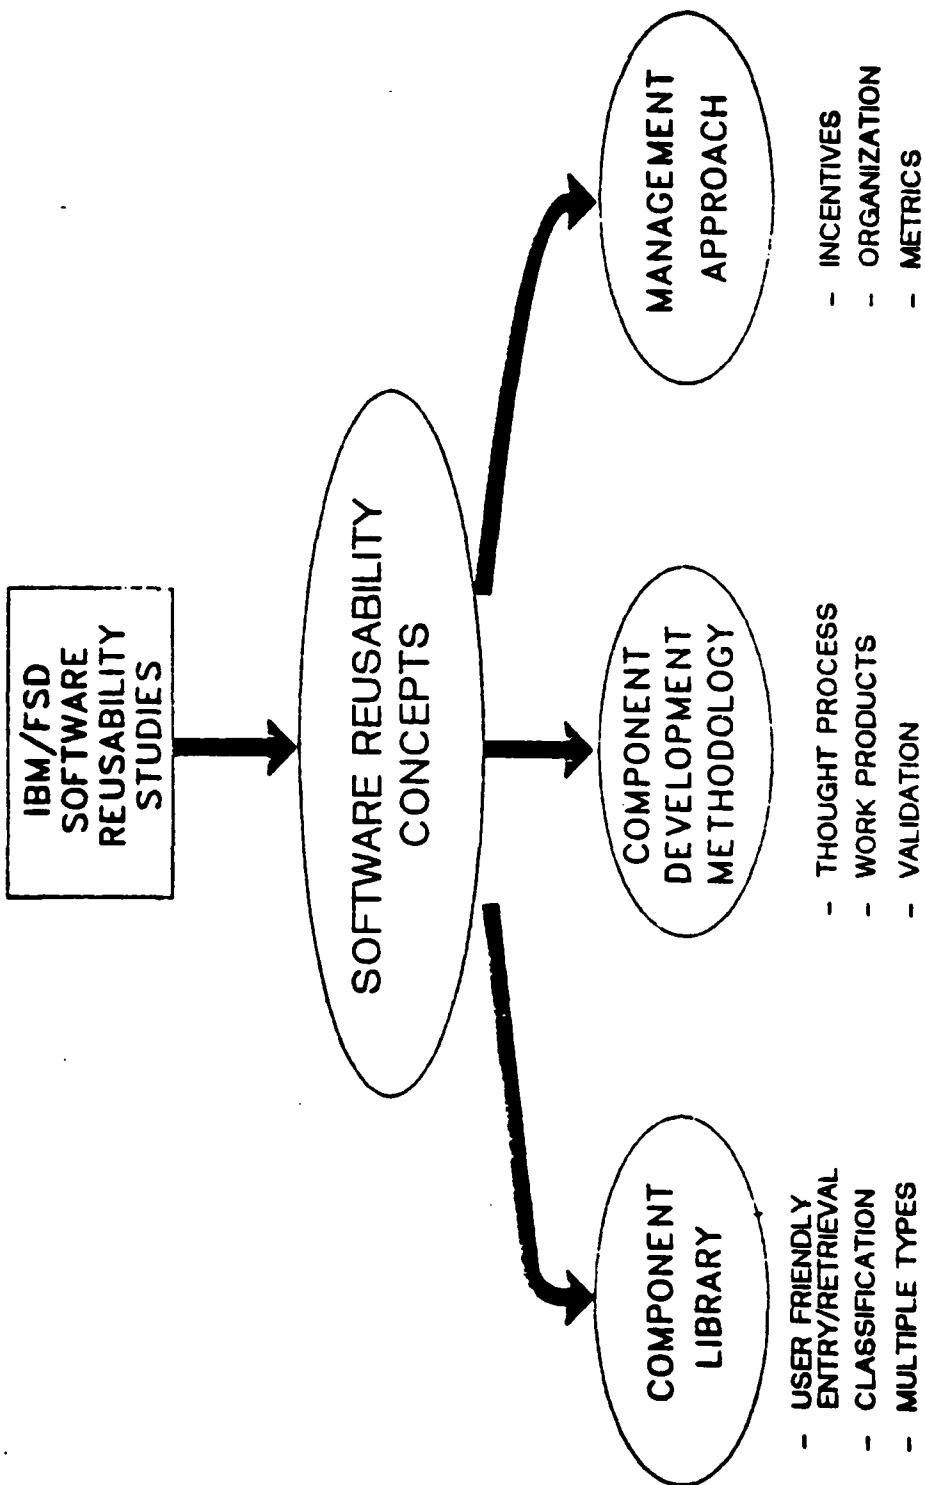 IBM/FSD
SOFTWARE
REUSABILITY
STUDIES
SOFTWARE REUSABILITY
CONCEPTS
COMPONENT
LIBRARY
- USER FRIENDLY
ENTRY/RETRIEVAL
- CLASSIFICATION
- MULTIPLE TYPES
COMPONENT
DEVELOPMENT
METHODOLOGY
- THOUGHT PROCESS
- WORK PRODUCTS
- VALIDATION
MANAGEMENT
APPROACH
- INCENTIVES
- ORGANIZATION
- METRICS